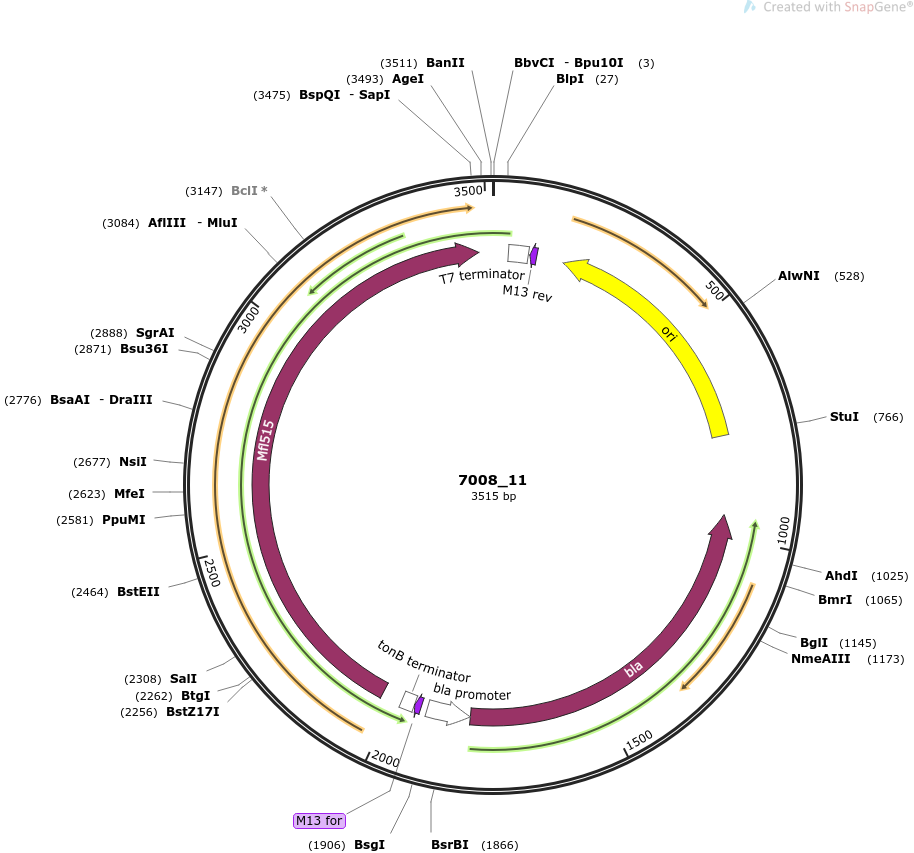 Created with SnapGene®
(3511) BanII
BbvCI - Bpu10I (3)
(3493) AgeI
BlpI (27)
(3475) BspQI - SapI
(3147) BclI *
3500
(3084) AflIII - MluI
T7 terminator
AlwNI (528)
M13 rev
500
3000
ori
(2888) SgrAI
(2871) Bsu36I
(2776) BsaAI - DraIII
StuI (766)
Mfl515
(2677) NsiI
7008_11
(2623) MfeI
3515 bp
(2581) PpuMI
1000
2500
AhdI (1025)
(2464) BstEII
BmrI (1065)
BglI (1145)
tonB terminator
NmeAIII (1173)
bla
(2308) SalI
bla promoter
(2262) BtgI
(2256) BstZ17I
1500
2000
M13 for
(1906) BsgI
BsrBI (1866)